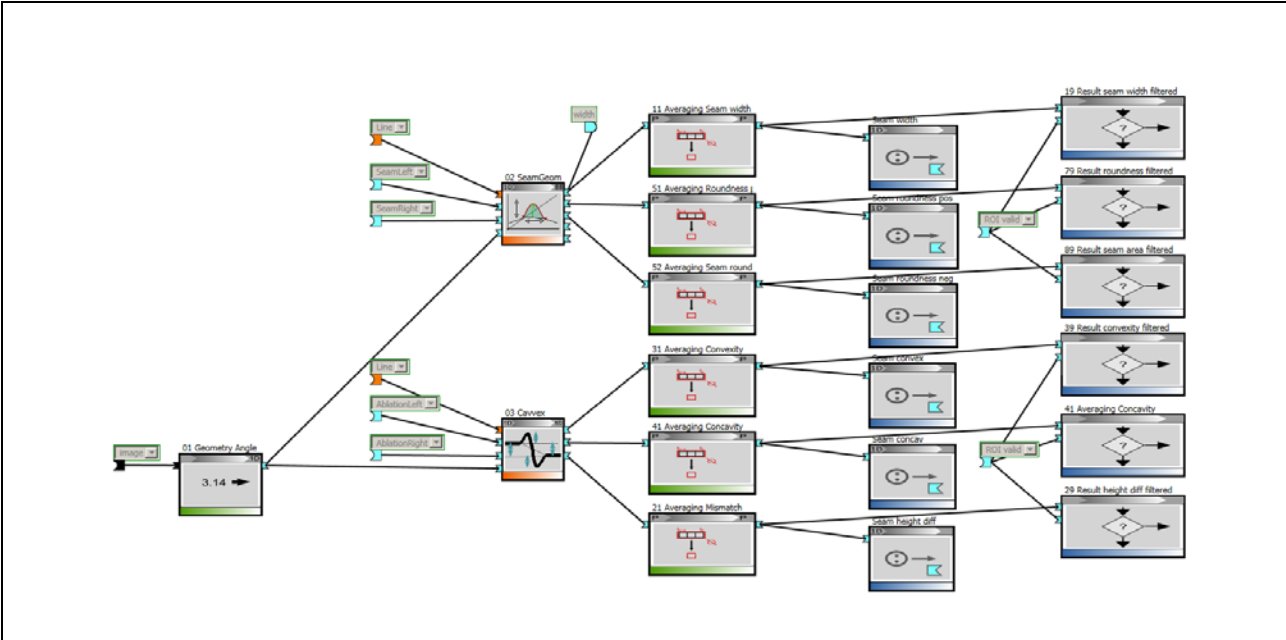 19 Result seam width filtered
11 Averaging Seam width
width
Seam width
Line
?
79 Result roundness filtered
SeamLeft
02 SeamGeom
51 Averaging Roundness
Seam roundness pos
SeamRight
ROI valid
?
89 Result seam area filtered
52 Averaging Seam round
Seam roundness neg
?
39 Result convexity filtered
31 Averaging Convexity
Seam convex
Line
?
AblationLeft
03 Cavvex
41 Averaging Concavity
41 Averaging Concavity
Seam concav
AblationRight
ROI valid
?
Image
01 Geometry Angle
3.14
29 Result height diff filtered
21 Averaging Mismatch
Seam height diff
?